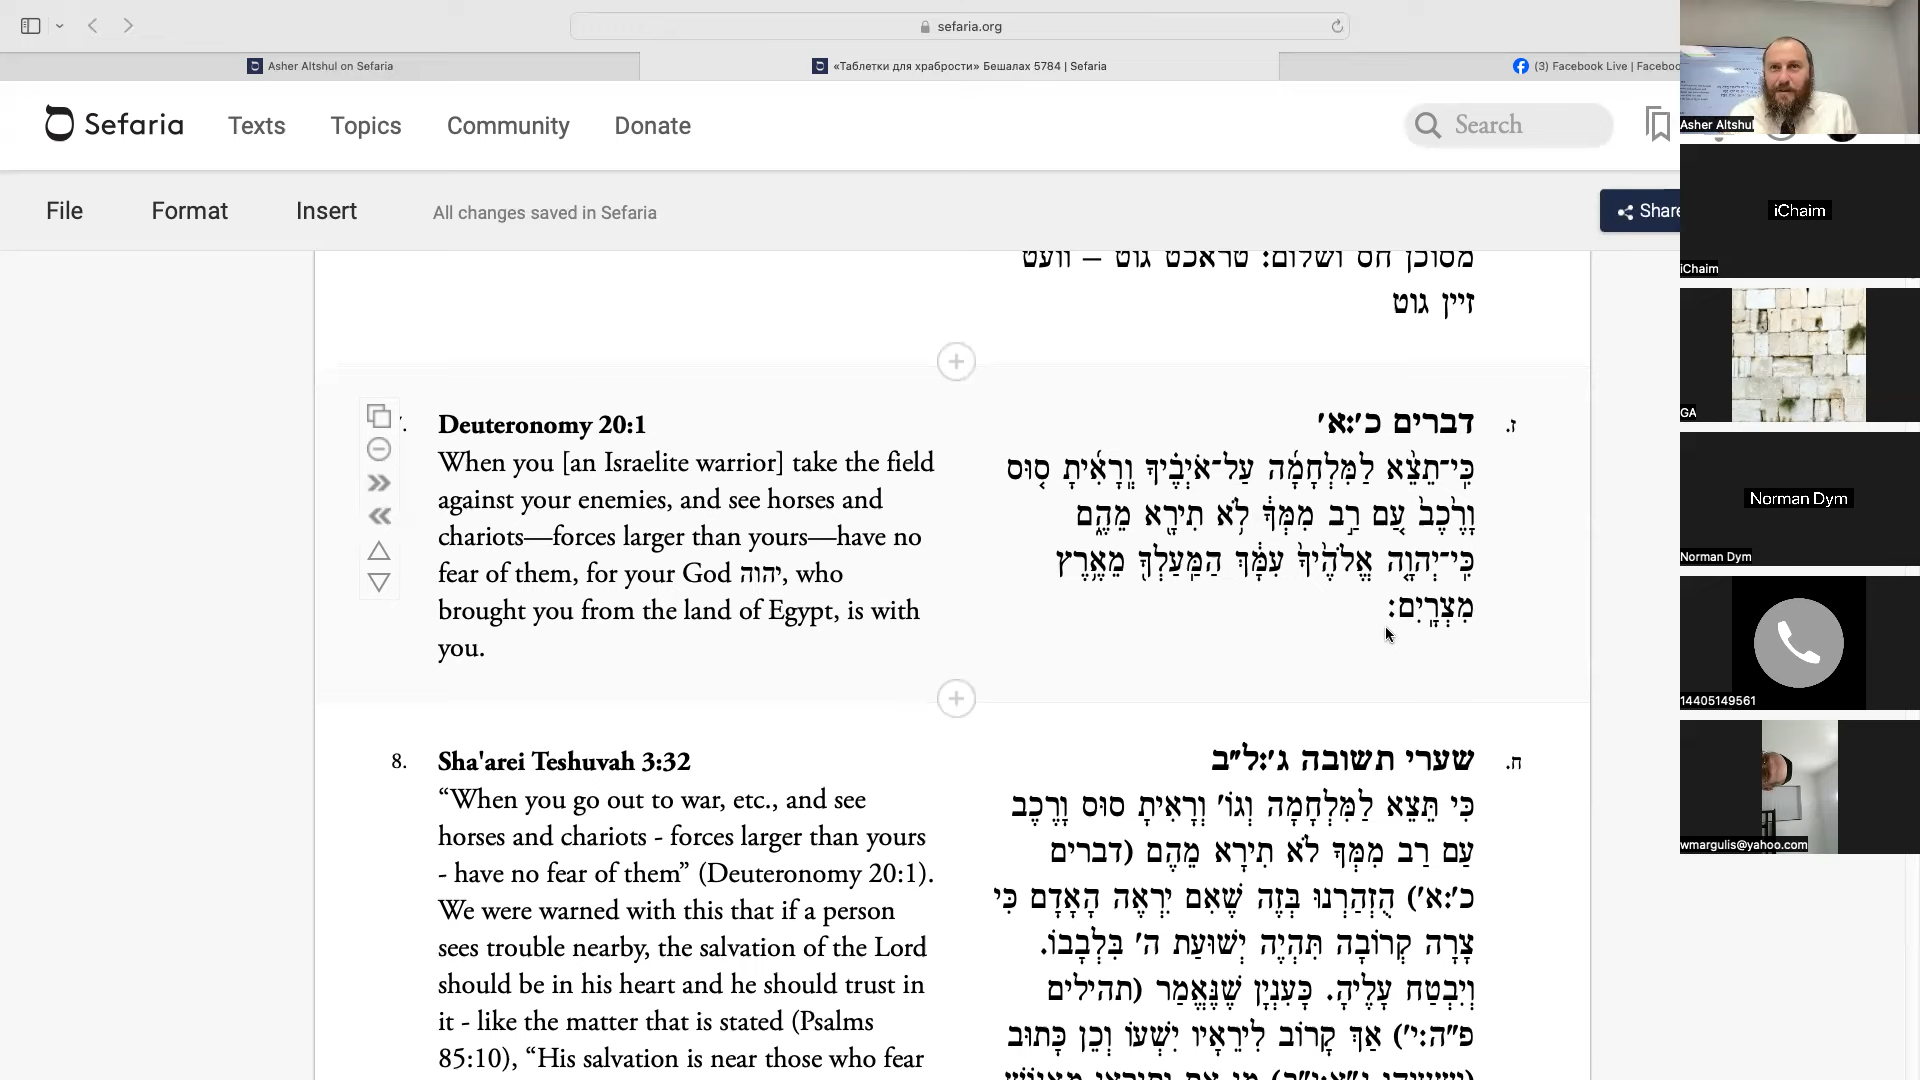 sefaria.org
Asher Altshul on Sefaria
«Таблетки для храбрости» Бешалах 5784 | Sefaria
(3) Facebook Live | Faceboo
Sefaria
Texts
Topics
Community
Donate
Search
File
Format
Insert
All changes saved in Sefaria
Share
מסוכן חס ושלום: טראכט גוט – וועט
זיין גוט
Deuteronomy 20:1
When you [an Israelite warrior] take the field
against your enemies, and see horses and
chariots—forces larger than yours—have no
fear of them, for your God יהוה, who
brought you from the land of Egypt, is with
you.
ז.
דברים כ׳:א׳
כִּֽי־תֵצֵ֨א לַמִּלְחָמָ֜ה עַל־אֹיְבֶ֗יךָ וְֽרָאִ֜יתָ ס֤וּס
וָרֶ֙כֶב֙ עַ֚ם רַ֣ב מִמְּךָ֔ לֹ֥א תִירָ֖א מֵהֶ֑ם
כִּֽי־יְהוָ֤ה אֱלֹהֶ֙יךָ֙ עִמָּ֔ךְ הַמַּֽעַלְךָ֖ מֵאֶ֥רֶץ
מִצְרָֽיִם׃
8.
Sha'arei Teshuvah 3:32
“When you go out to war, etc., and see
horses and chariots - forces larger than yours
- have no fear of them” (Deuteronomy 20:1).
We were warned with this that if a person
sees trouble nearby, the salvation of the Lord
should be in his heart and he should trust in
it - like the matter that is stated (Psalms
85:10), “His salvation is near those who fear
ח.
שערי תשובה ג׳:ל״ב
כִּי תֵּצֵא לַמִּלְחָמָה וְגוֹ' וְרָאִיתָ סוּס וָרֶכֶב
עַם רַב מִמְּךָ לֹא תִירָא מֵהֶם (דברים
כ':א') הֻזְהַרְנוּ בְּזֶה שֶׁאִם יִרְאֶה הָאָדָם כִּי
צָרָה קְרוֹבָה תִּהְיֶה יְשׁוּעַת ה' בִּלְבָבוֹ.
וְיִבְטַח עָלֶיהָ. כָּעִנְיָן שֶׁנֶּאֱמַר (תהילים
פ"ה:י') אַךְ קָרוֹב לִירֵאָיו יִשְׁעוֹ וְכֵן כָּתוּב
Asher Altshul
iChaim
iChaim
GA
Norman Dym
Norman Dym
14405149561
wmargulis@yahoo.com